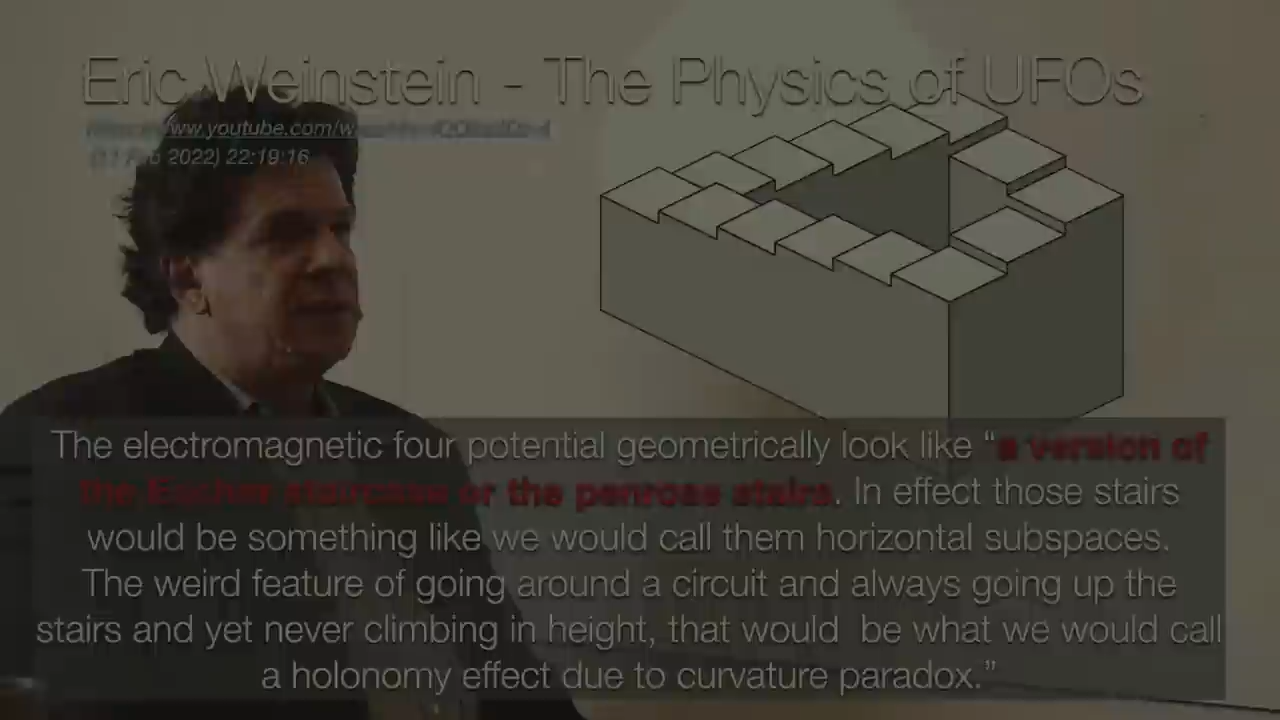 Eric Weinstein - The Physics of UFOs
www.youtube.com/
2022) 22:19:16
The electromagnetic four potential geometrically look like “a version of
the Escher staircase or the penrose stairs. In effect those stairs
would be something like we would call them horizontal subspaces.
The weird feature of going around a circuit and always going up the
stairs and yet never climbing in height, that would be what we would call
a holonomy effect due to curvature paradox.”